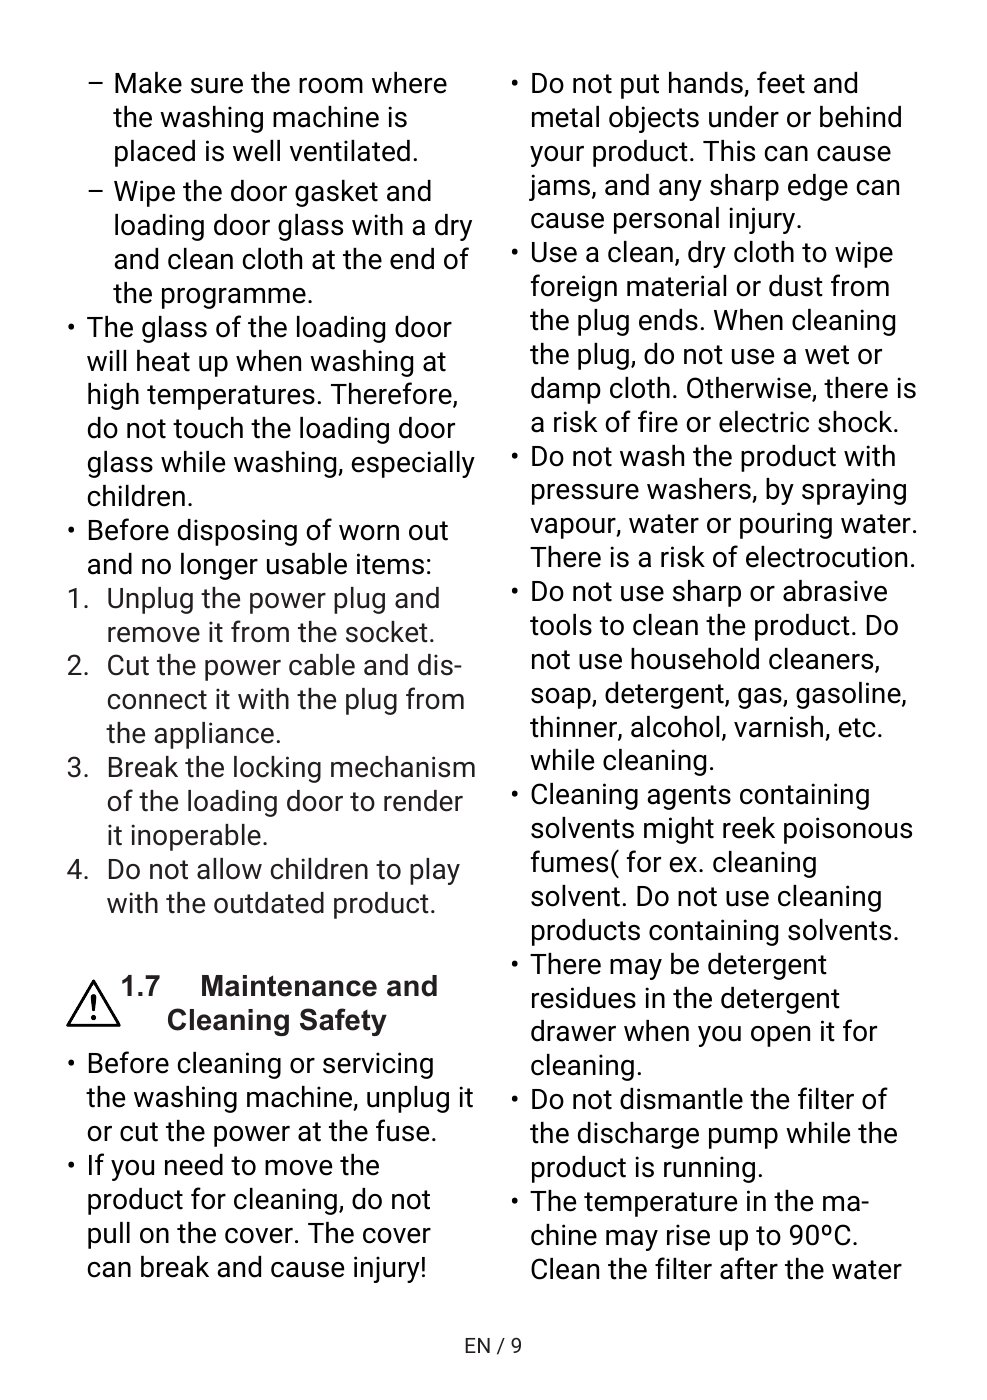 – Make sure the room where
the washing machine is
placed is well ventilated.
– Wipe the door gasket and
loading door glass with a dry
and clean cloth at the end of
the programme.
• The glass of the loading door
will heat up when washing at
high temperatures. Therefore,
do not touch the loading door
glass while washing, especially
children.
• Before disposing of worn out
and no longer usable items:
1. Unplug the power plug and
remove it from the socket.
2. Cut the power cable and dis-
connect it with the plug from
the appliance.
3. Break the locking mechanism
of the loading door to render
it inoperable.
4. Do not allow children to play
with the outdated product.
1.7 Maintenance and
Cleaning Safety
• Before cleaning or servicing
the washing machine, unplug it
or cut the power at the fuse.
• If you need to move the
product for cleaning, do not
pull on the cover. The cover
can break and cause injury!
• Do not put hands, feet and
metal objects under or behind
your product. This can cause
jams, and any sharp edge can
cause personal injury.
• Use a clean, dry cloth to wipe
foreign material or dust from
the plug ends. When cleaning
the plug, do not use a wet or
damp cloth. Otherwise, there is
a risk of fire or electric shock.
• Do not wash the product with
pressure washers, by spraying
vapour, water or pouring water.
There is a risk of electrocution.
• Do not use sharp or abrasive
tools to clean the product. Do
not use household cleaners,
soap, detergent, gas, gasoline,
thinner, alcohol, varnish, etc.
while cleaning.
• Cleaning agents containing
solvents might reek poisonous
fumes( for ex. cleaning
solvent. Do not use cleaning
products containing solvents.
• There may be detergent
residues in the detergent
drawer when you open it for
cleaning.
• Do not dismantle the filter of
the discharge pump while the
product is running.
• The temperature in the ma-
chine may rise up to 90ºC.
Clean the filter after the water
EN / 9